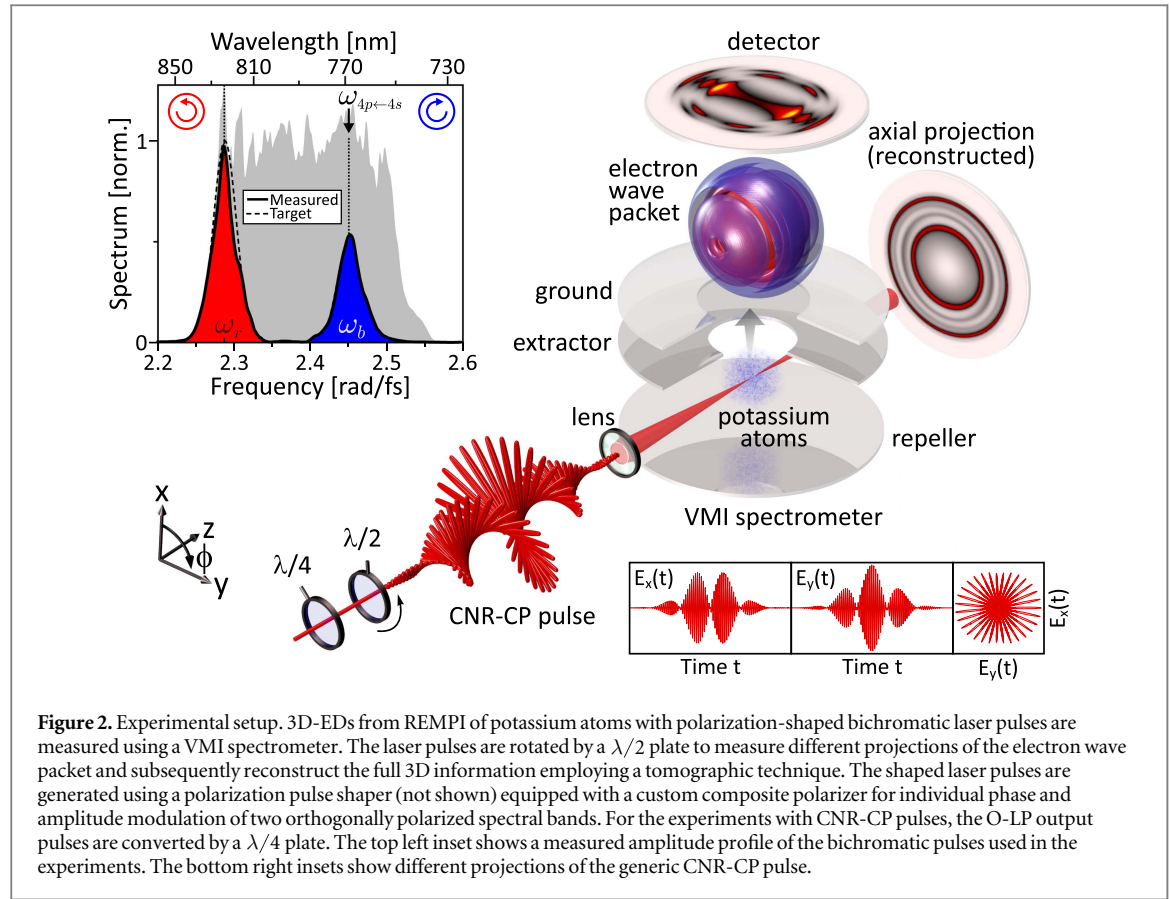 Wavelength [nm]
850 810 770 730
ω4p←4s
Spectrum [norm.]
1
0
Measured
Target
ωr
ωb
2.2 2.3 2.4 2.5 2.6
Frequency [rad/fs]
detector
axial projection
(reconstructed)
electron
wave
packet
ground
extractor
lens
potassium
atoms
repeller
VMI spectrometer
x
z
ϕ
y
λ/4
λ/2
CNR-CP pulse
Ex(t)
Ey(t)
Ex(t)
Time t
Time t
Ey(t)
Figure 2. Experimental setup. 3D-EDs from REMPI of potassium atoms with polarization-shaped bichromatic laser pulses are
measured using a VMI spectrometer. The laser pulses are rotated by a λ/2 plate to measure different projections of the electron wave
packet and subsequently reconstruct the full 3D information employing a tomographic technique. The shaped laser pulses are
generated using a polarization pulse shaper (not shown) equipped with a custom composite polarizer for individual phase and
amplitude modulation of two orthogonally polarized spectral bands. For the experiments with CNR-CP pulses, the O-LP output
pulses are converted by a λ/4 plate. The top left inset shows a measured amplitude profile of the bichromatic pulses used in the
experiments. The bottom right insets show different projections of the generic CNR-CP pulse.